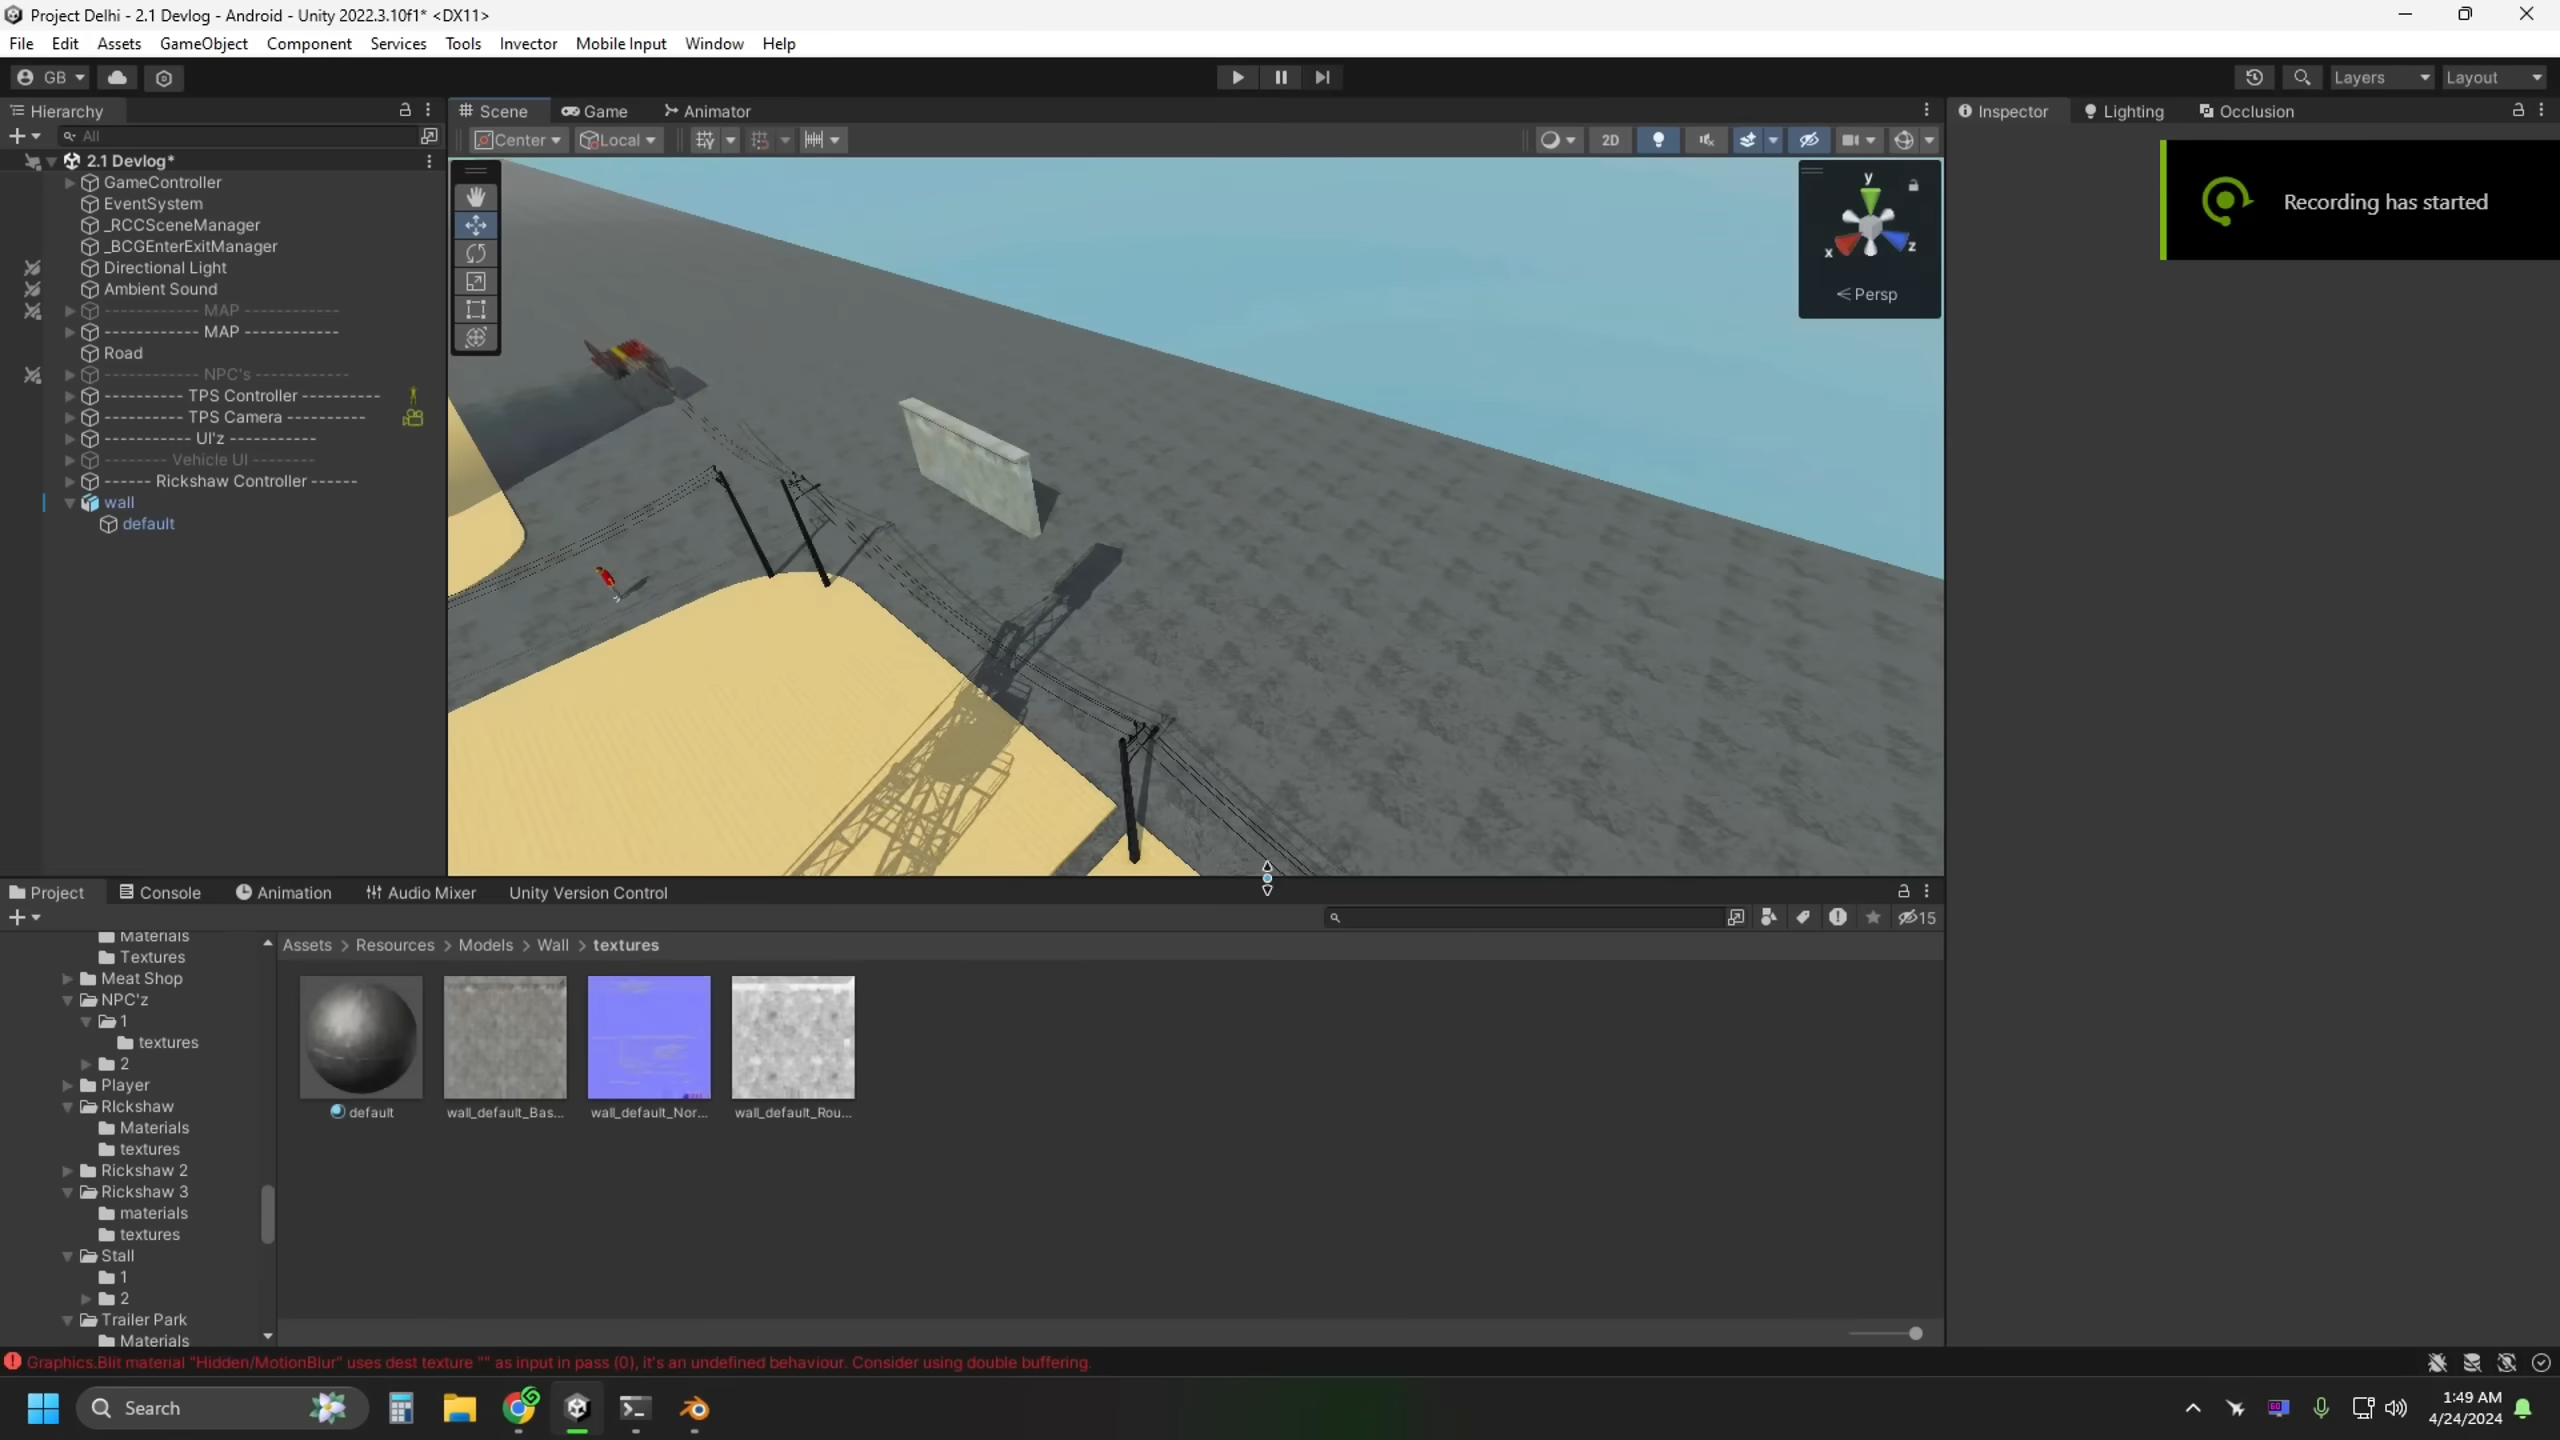 Project Delhi - 2.1 Devlog - Android - Unity 2022.3.10f1* <DX11>
File Edit Assets GameObject Component Services Tools Invector Mobile Input Window Help
GB
Layers
Layout
Hierarchy
Scene
Game
Animator
Inspector
Lighting
Occlusion
All
Center
Local
2D
2.1 Devlog*
GameController
EventSystem
_RCCSceneManager
_BCGEnterExitManager
Directional Light
Ambient Sound
------------ MAP ------------
------------ MAP ------------
Road
------------ NPC's ------------
---------- TPS Controller ----------
---------- TPS Camera ----------
----------- UI'z -----------
-------- Vehicle UI --------
------ Rickshaw Controller ------
wall
default
y
x
z
Persp
Recording has started
Project
Console
Animation
Audio Mixer
Unity Version Control
15
Assets > Resources > Models > Wall > textures
Materials
Textures
Meat Shop
NPC'z
1
textures
2
Player
RIckshaw
Materials
textures
Rickshaw 2
Rickshaw 3
materials
textures
Stall
1
2
Trailer Park
Materials
default
wall_default_Bas...
wall_default_Nor...
wall_default_Rou...
Graphics.Blit material "Hidden/MotionBlur" uses dest texture "" as input in pass (0), it's an undefined behaviour. Consider using double buffering.
Search
60
1:49 AM
4/24/2024